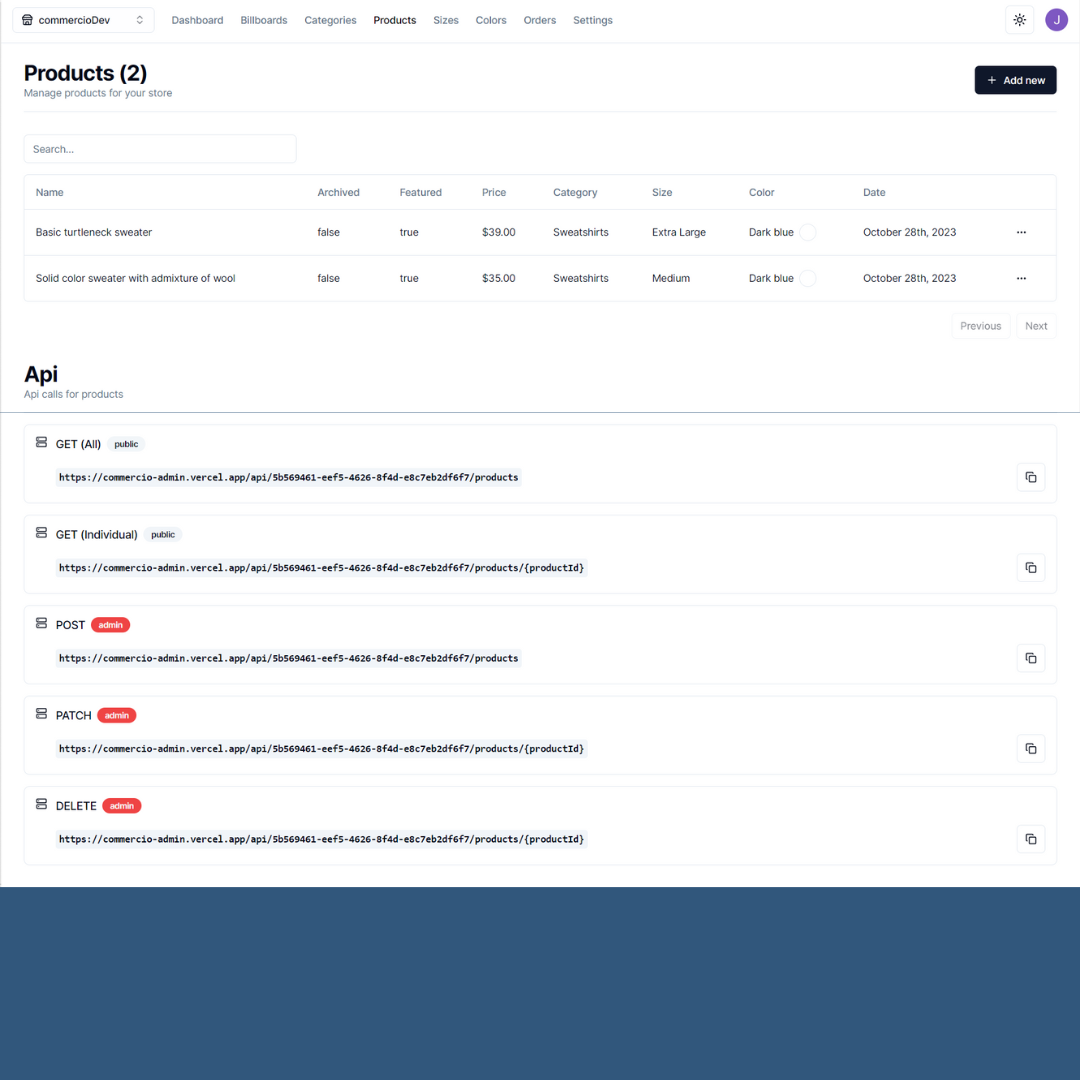 commercioDev Dashboard Billboards Categories Products Sizes Colors Orders Settings J
Products (2)
Manage products for your store
Add new
Search...
Name Archived Featured Price Category Size Color Date
Basic turtleneck sweater false true $39.00 Sweatshirts Extra Large Dark blue October 28th, 2023
Solid color sweater with admixture of wool false true $35.00 Sweatshirts Medium Dark blue October 28th, 2023
Previous Next
Api
Api calls for products
GET (All) public
https://commercio-admin.vercel.app/api/5b569461-eef5-4626-8f4d-e8c7eb2df6f7/products
GET (Individual) public
https://commercio-admin.vercel.app/api/5b569461-eef5-4626-8f4d-e8c7eb2df6f7/products/{productId}
POST admin
https://commercio-admin.vercel.app/api/5b569461-eef5-4626-8f4d-e8c7eb2df6f7/products
PATCH admin
https://commercio-admin.vercel.app/api/5b569461-eef5-4626-8f4d-e8c7eb2df6f7/products/{productId}
DELETE admin
https://commercio-admin.vercel.app/api/5b569461-eef5-4626-8f4d-e8c7eb2df6f7/products/{productId}